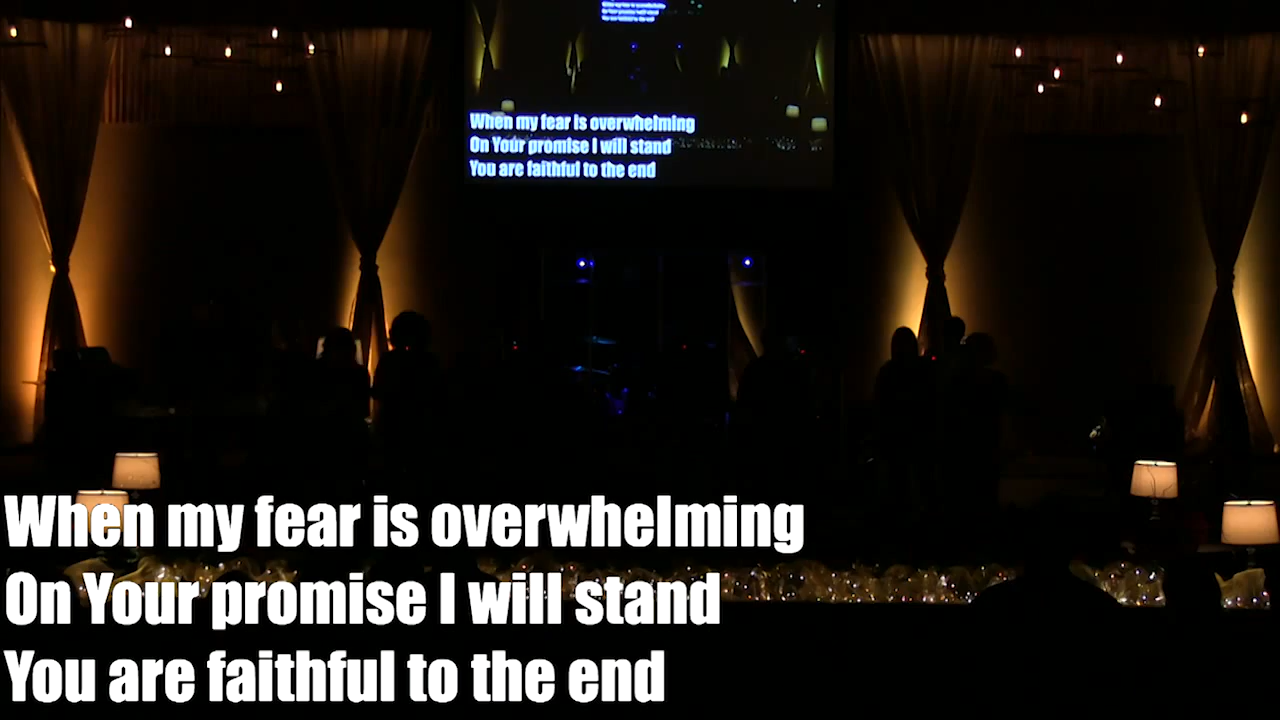 When my fear is overwhelming
On Your promise I will stand
You are faithful to the end
When my fear is overwhelming
On Your promise I will stand
You are faithful to the end